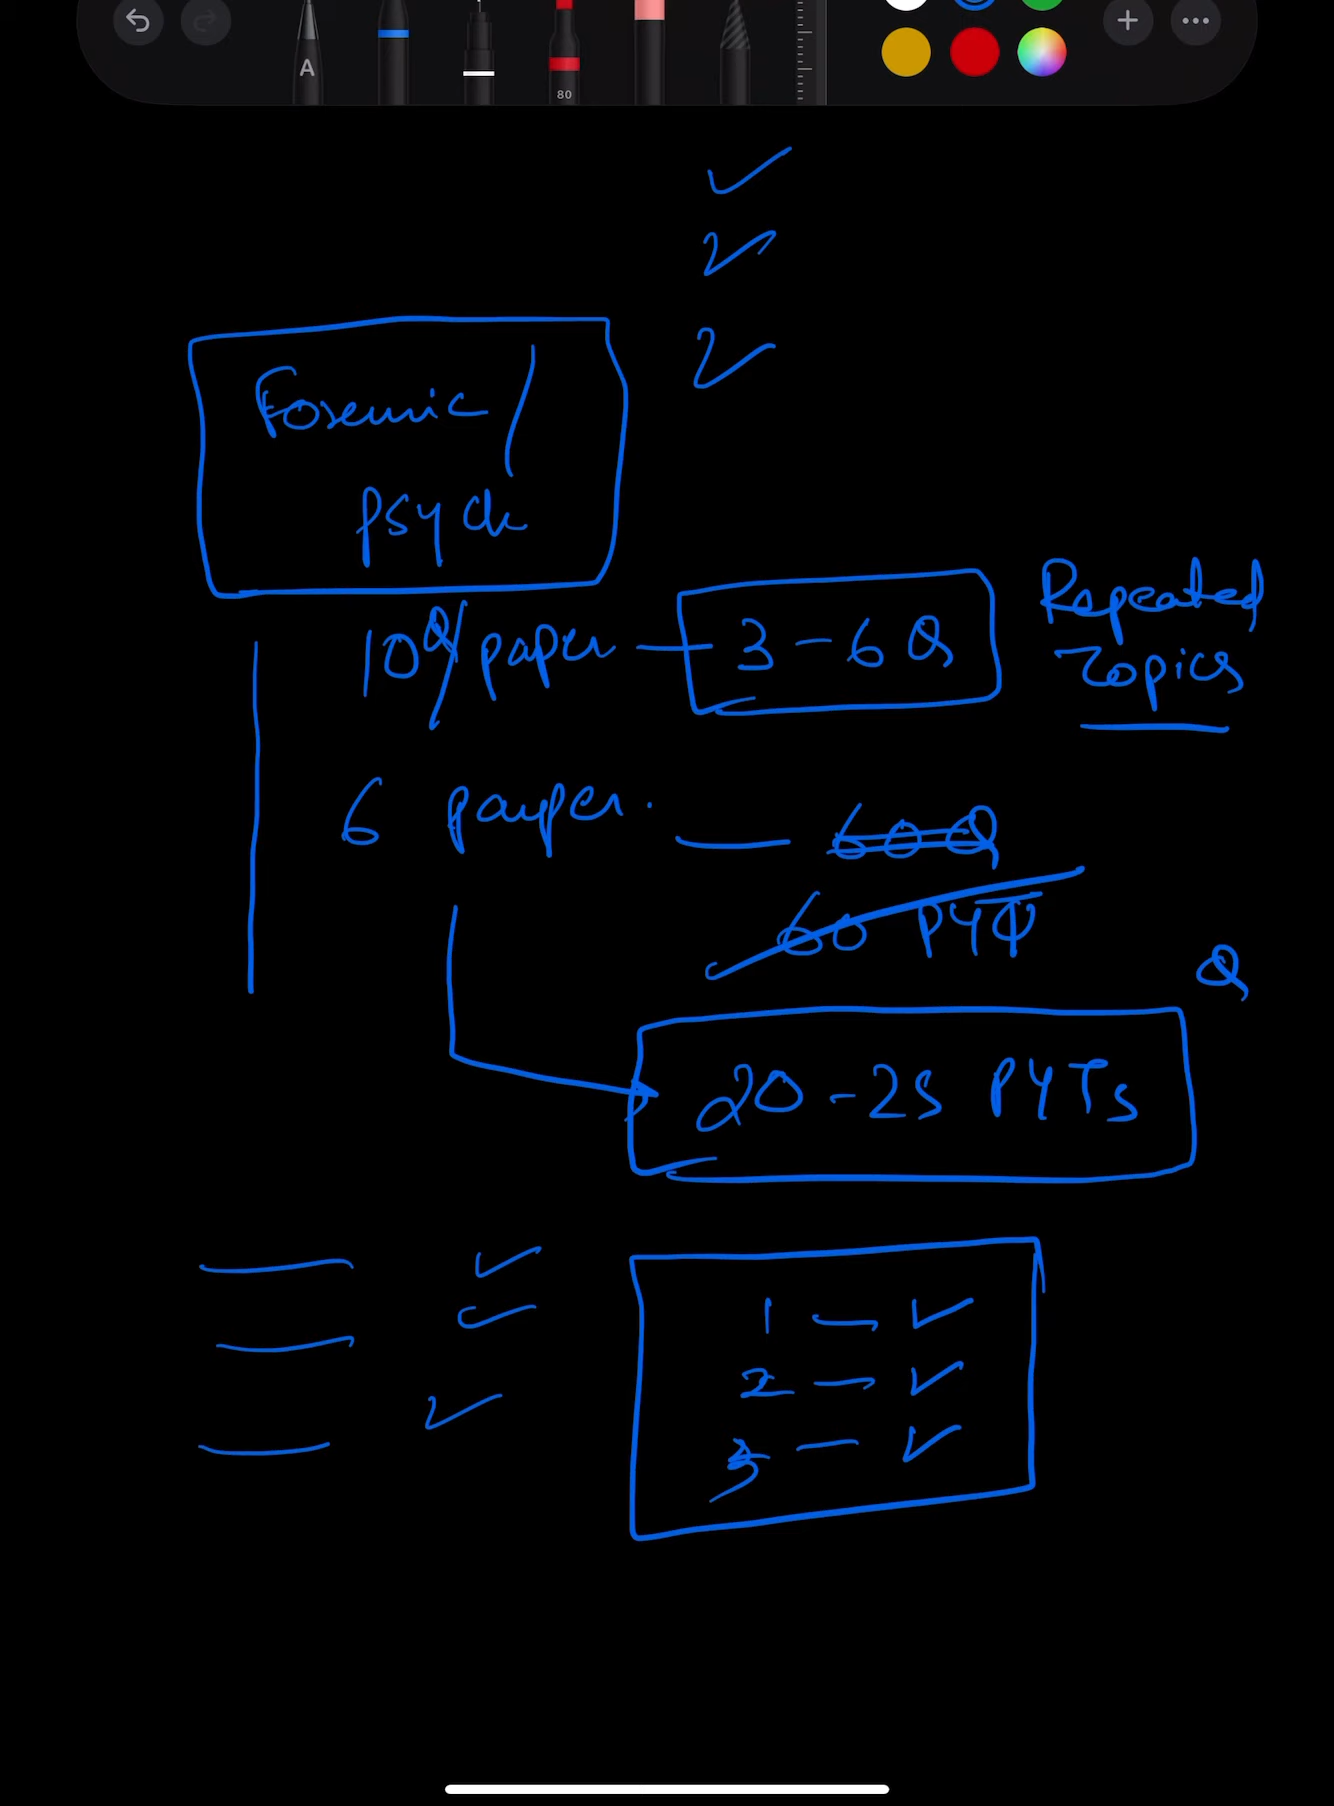 A
80
Forensic /
Psych
10Q/paper — 3 - 6 Q
Repeated
Topics
6 paper. — 60 Q
60 PYQ
Q
20 - 25 PYTs
1 — ✓
2 — ✓
3 — ✓